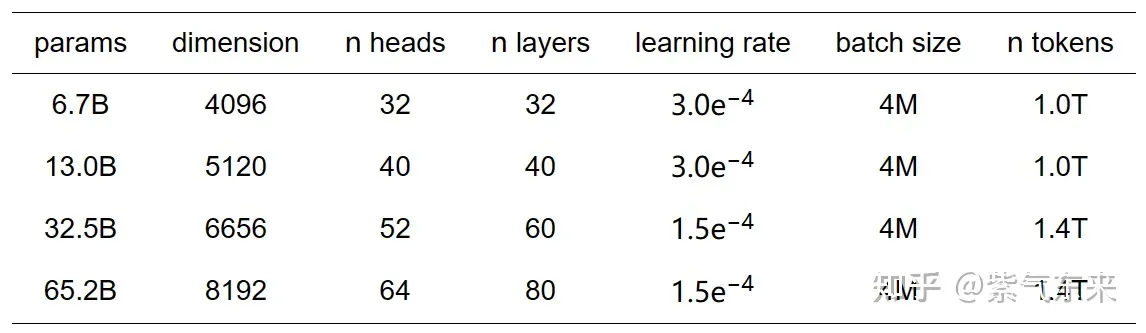 params dimension n heads n layers learning rate batch size n tokens
6.7B 4096 32 32 3.0e⁻⁴ 4M 1.0T
13.0B 5120 40 40 3.0e⁻⁴ 4M 1.0T
32.5B 6656 52 60 1.5e⁻⁴ 4M 1.4T
65.2B 8192 64 80 1.5e⁻⁴ 4M 1.4T
知乎 @紫气东来